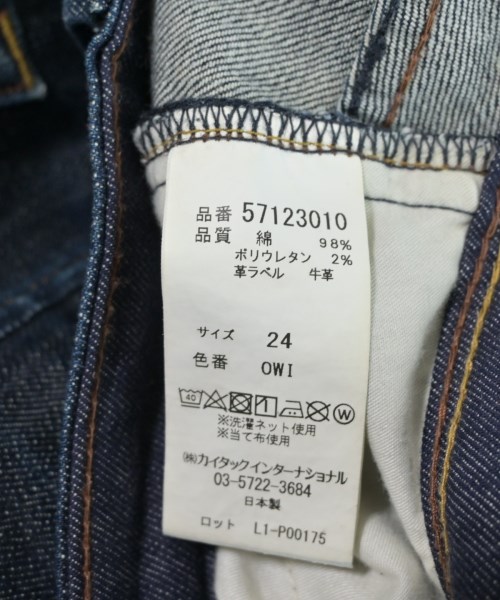 品番 57123010
品質 綿 98%
ポリウレタン 2%
革ラベル 牛革
サイズ 24
色番 OWI
40 W
※洗濯ネット使用
※当て布使用
㈱カイタックインターナショナル
03-5722-3684
日本製
ロット L1-P00175